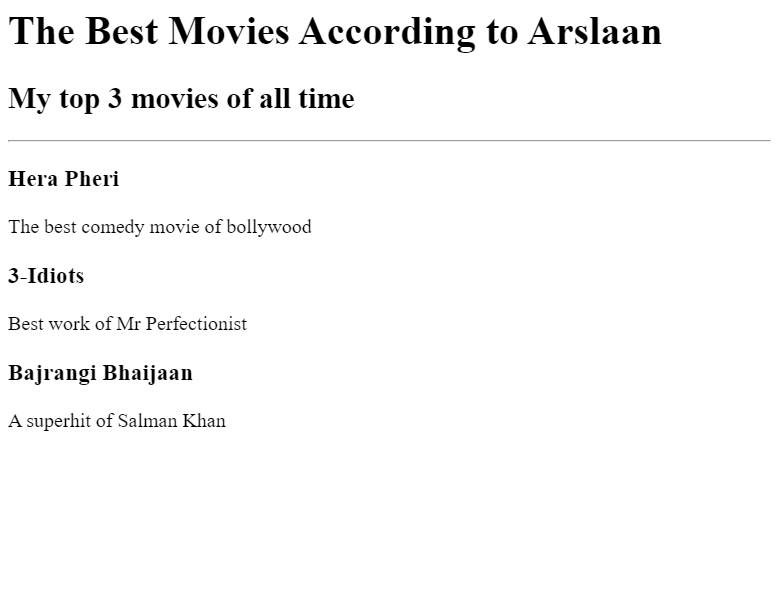 The Best Movies According to Arslaan
My top 3 movies of all time
Hera Pheri
The best comedy movie of bollywood
3-Idiots
Best work of Mr Perfectionist
Bajrangi Bhaijaan
A superhit of Salman Khan